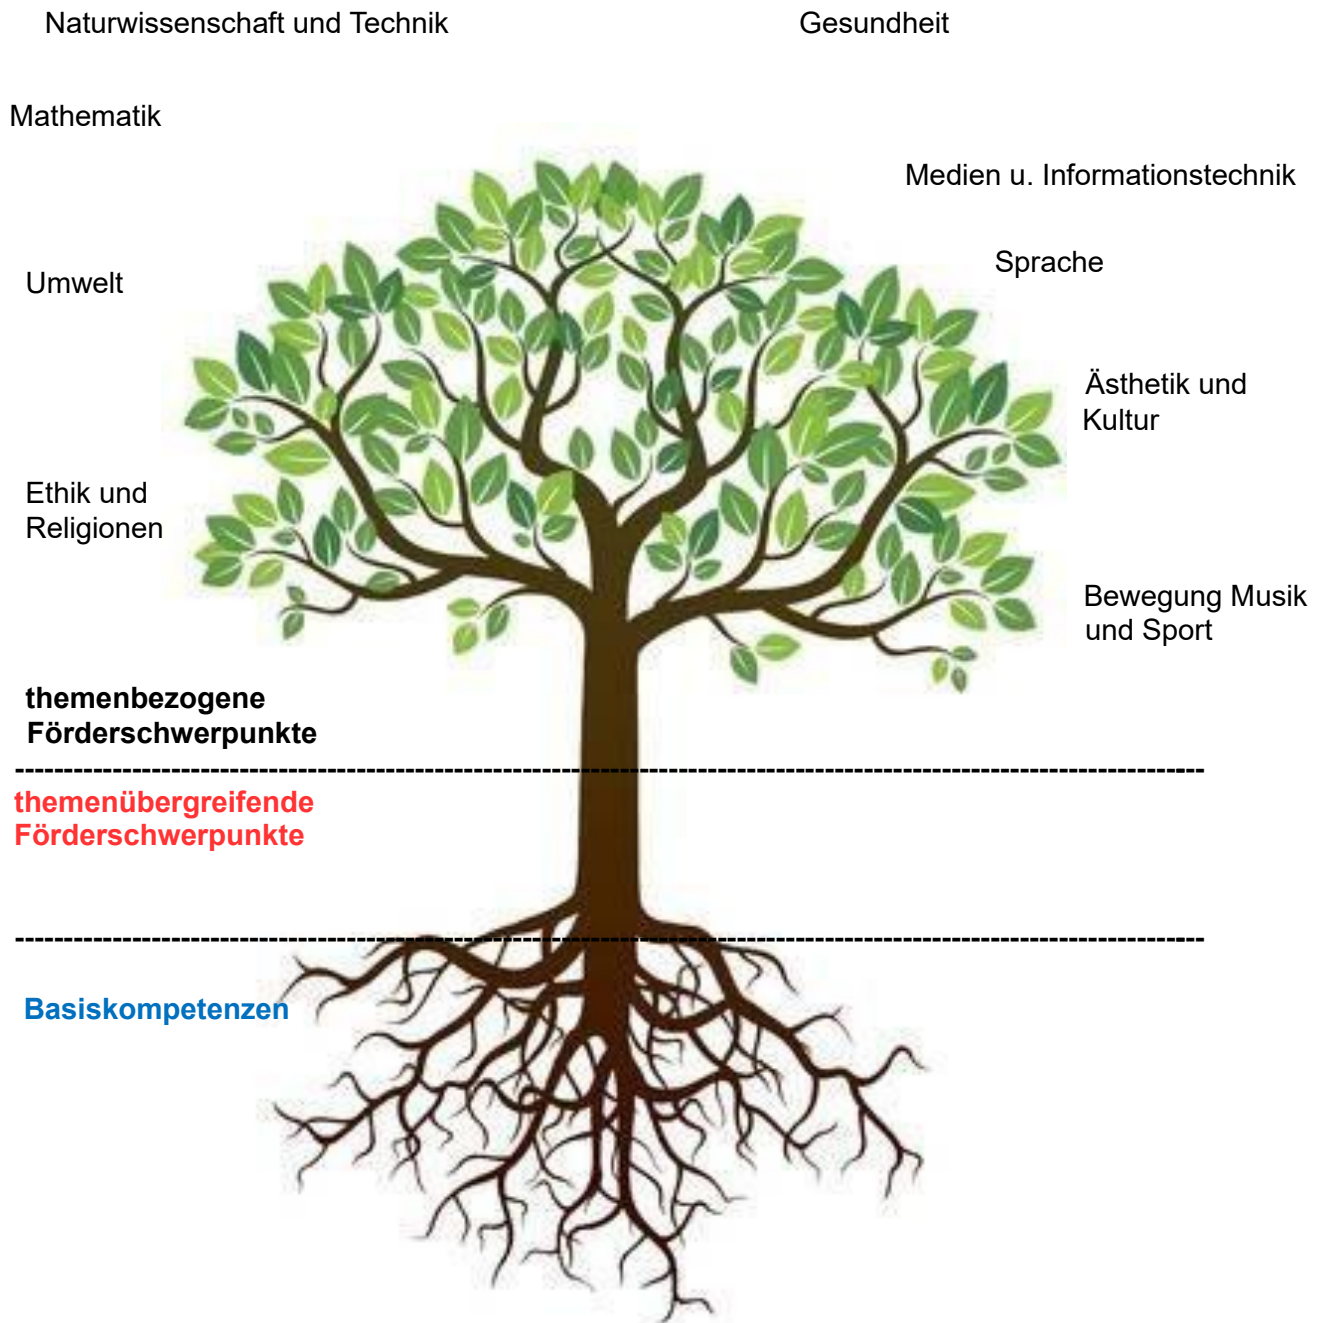 Naturwissenschaft und Technik
Gesundheit
Mathematik
Medien u. Informationstechnik
Sprache
Umwelt
Ästhetik und
Kultur
Ethik und
Religionen
Bewegung Musik
und Sport
themenbezogene
Förderschwerpunkte
themenübergreifende
Förderschwerpunkte
Basiskompetenzen